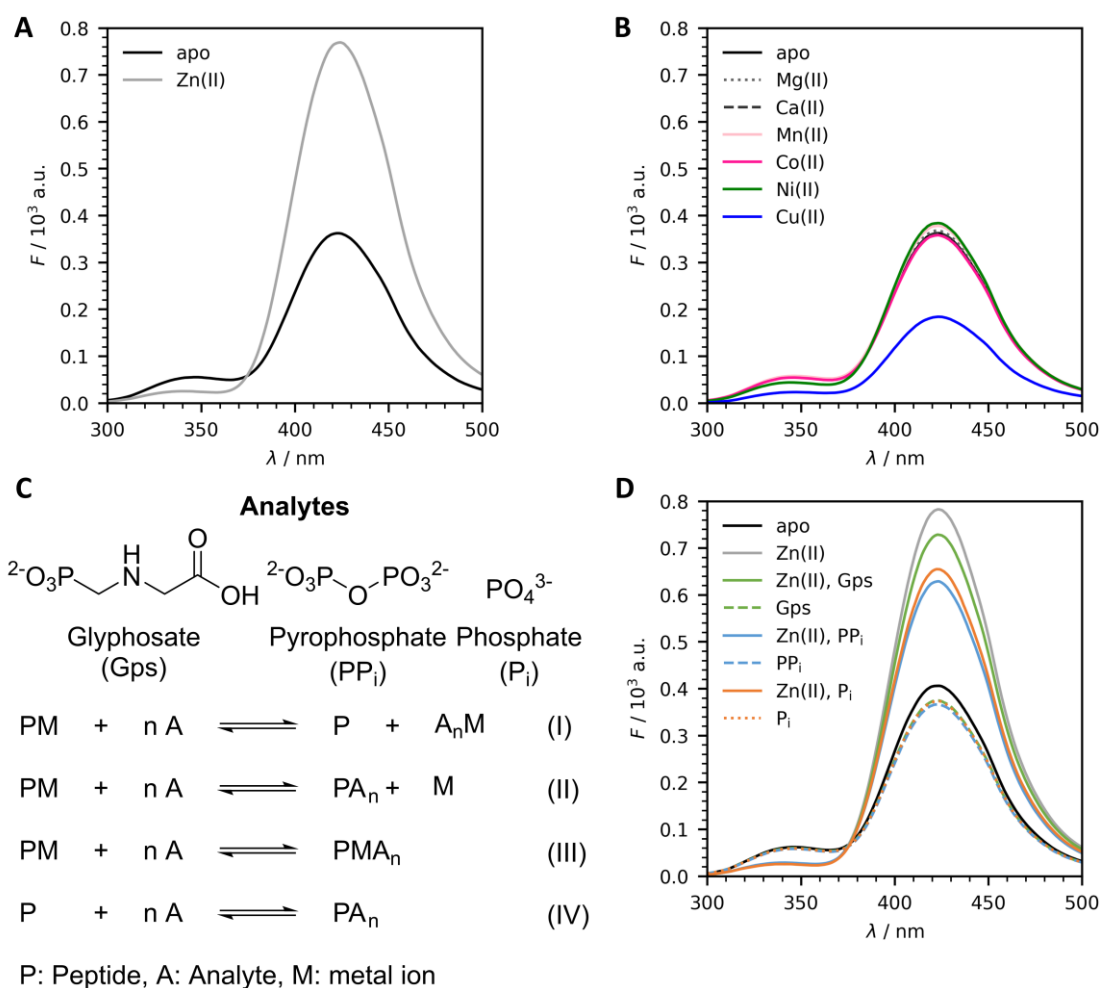 A
F / 10³ a.u.
0.8
0.7
0.6
0.5
0.4
0.3
0.2
0.1
0.0
apo
Zn(II)
300 350 400 450 500
λ / nm
B
F / 10³ a.u.
0.8
0.7
0.6
0.5
0.4
0.3
0.2
0.1
0.0
apo
Mg(II)
Ca(II)
Mn(II)
Co(II)
Ni(II)
Cu(II)
300 350 400 450 500
λ / nm
C
Analytes
²⁻O₃P N H O OH
²⁻O₃P O PO₃²⁻
PO₄³⁻
Glyphosate Pyrophosphate Phosphate
(Gps) (PPᵢ) (Pᵢ)
PM + n A ⇌ P + AₙM (I)
PM + n A ⇌ PAₙ + M (II)
PM + n A ⇌ PMAₙ (III)
P + n A ⇌ PAₙ (IV)
P: Peptide, A: Analyte, M: metal ion
D
F / 10³ a.u.
0.8
0.7
0.6
0.5
0.4
0.3
0.2
0.1
0.0
apo
Zn(II)
Zn(II), Gps
Gps
Zn(II), PPᵢ
PPᵢ
Zn(II), Pᵢ
Pᵢ
300 350 400 450 500
λ / nm